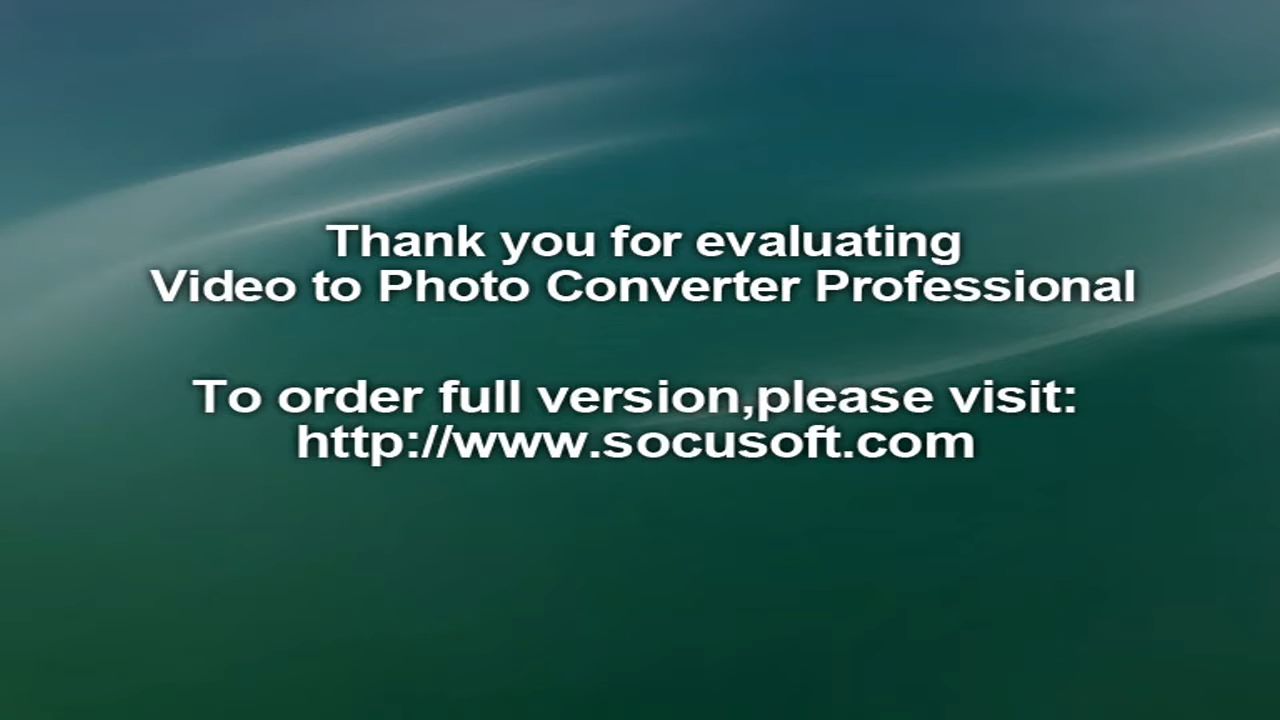 Thank you for evaluating
Video to Photo Converter Professional
To order full version,please visit:
http://www.socusoft.com